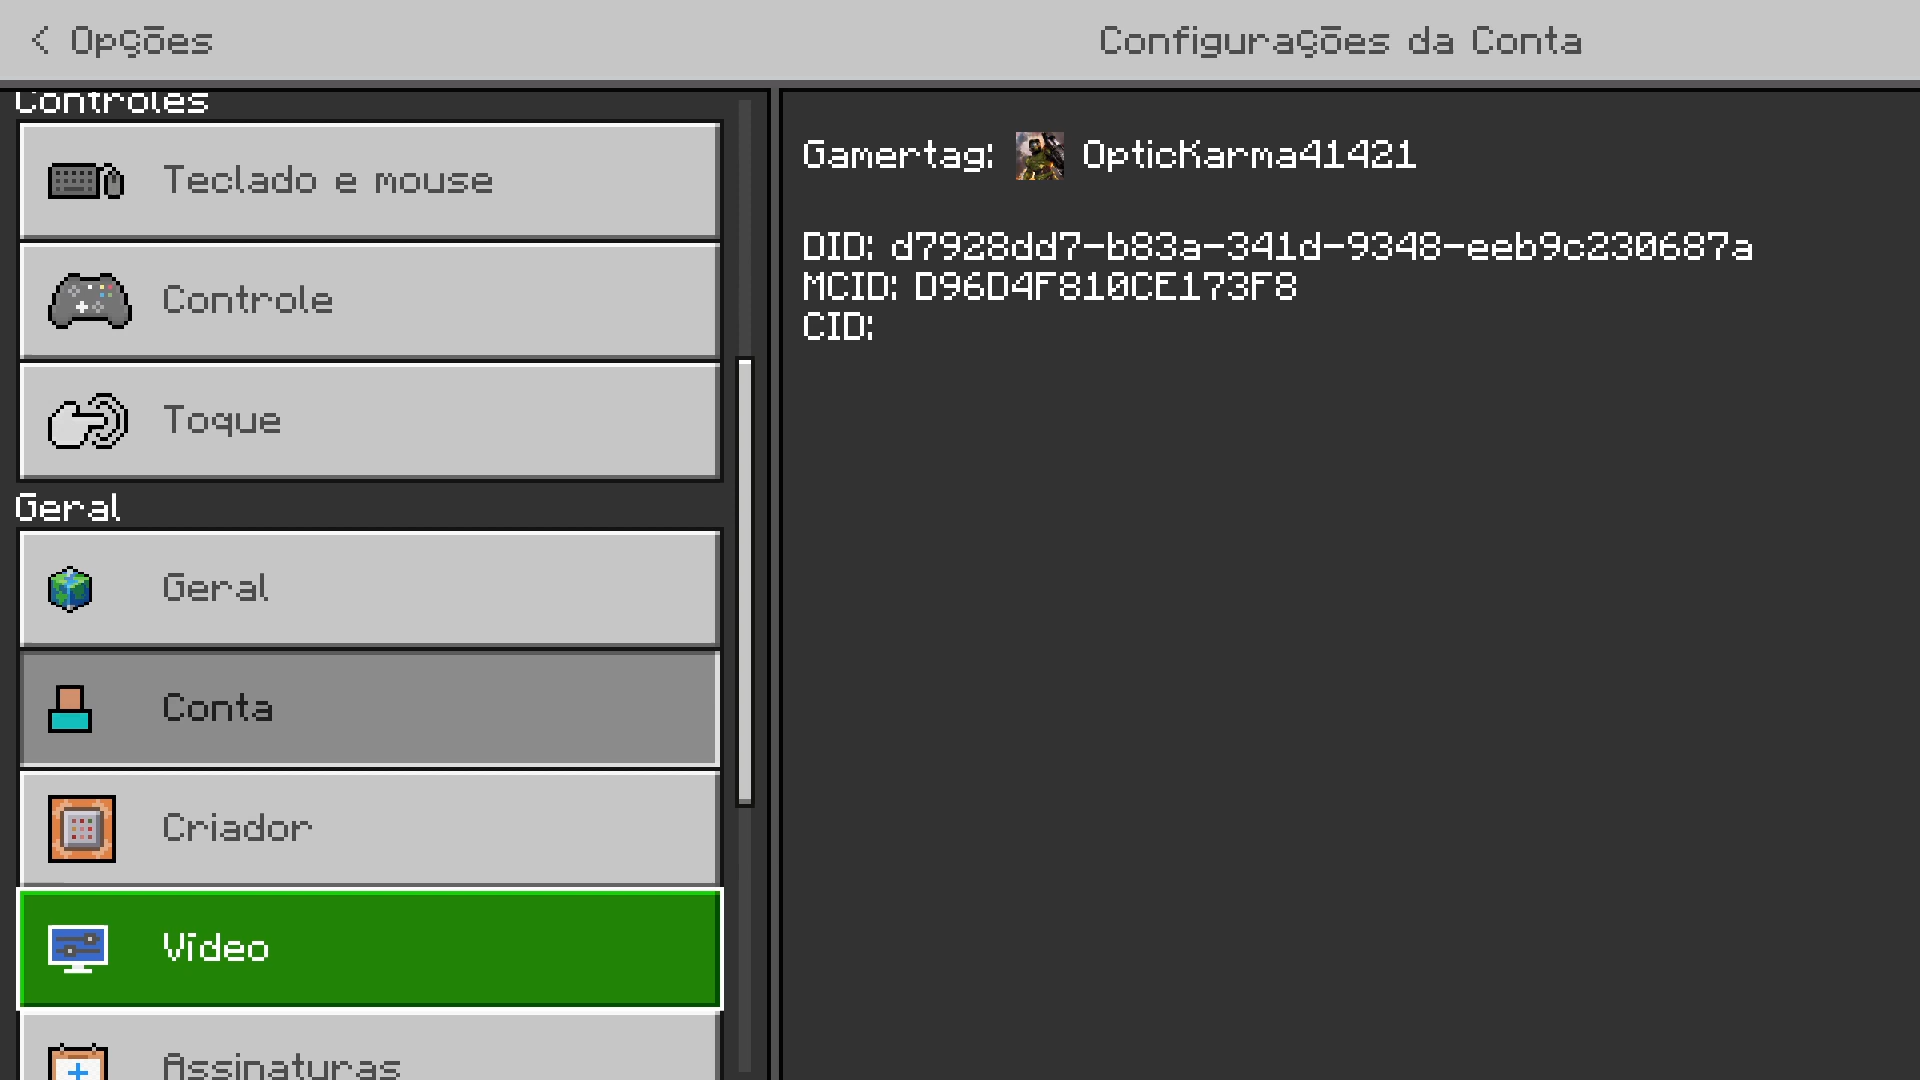 Opções
Configurações da Conta
Controles
Teclado e mouse
Controle
Toque
Geral
Geral
Conta
Criador
Vídeo
Assinaturas
Gamertag: OpticKarma41421
DID: d7928dd7-b83a-341d-9348-eeb9c230687a
MCID: D96D4F810CE173F8
CID: